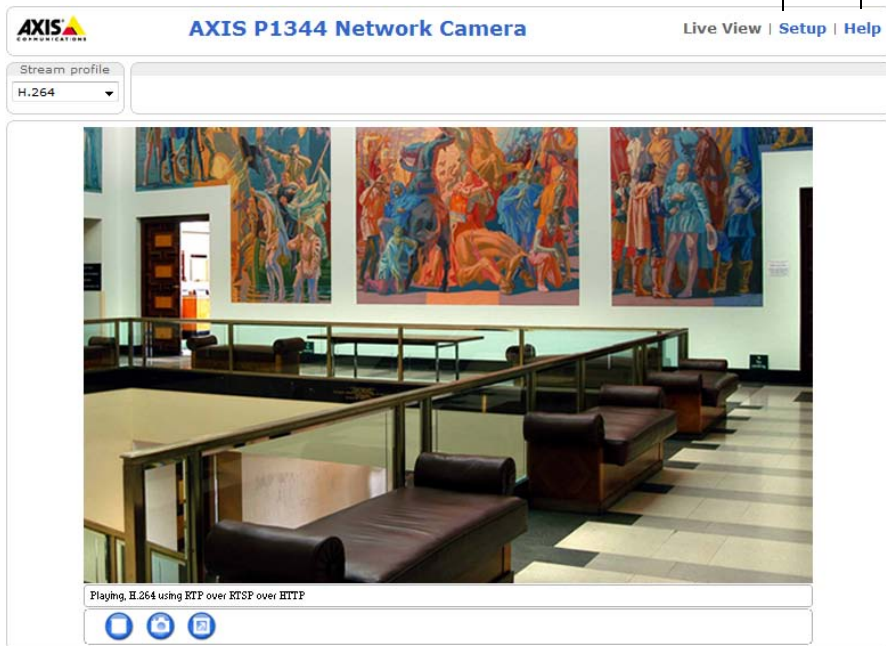 AXIS
COMMUNICATIONS
AXIS P1344 Network Camera
Live View | Setup | Help
Stream profile
H.264
Playing, H.264 using RTP over RTSP over HTTP